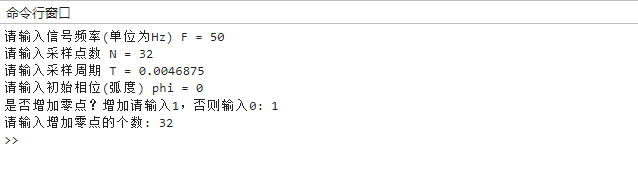 命令行窗口
请输入信号频率(单位为Hz) F = 50
请输入采样点数 N = 32
请输入采样周期 T = 0.0046875
请输入初始相位(弧度) phi = 0
是否增加零点？增加请输入1，否则输入0: 1
请输入增加零点的个数: 32
>>